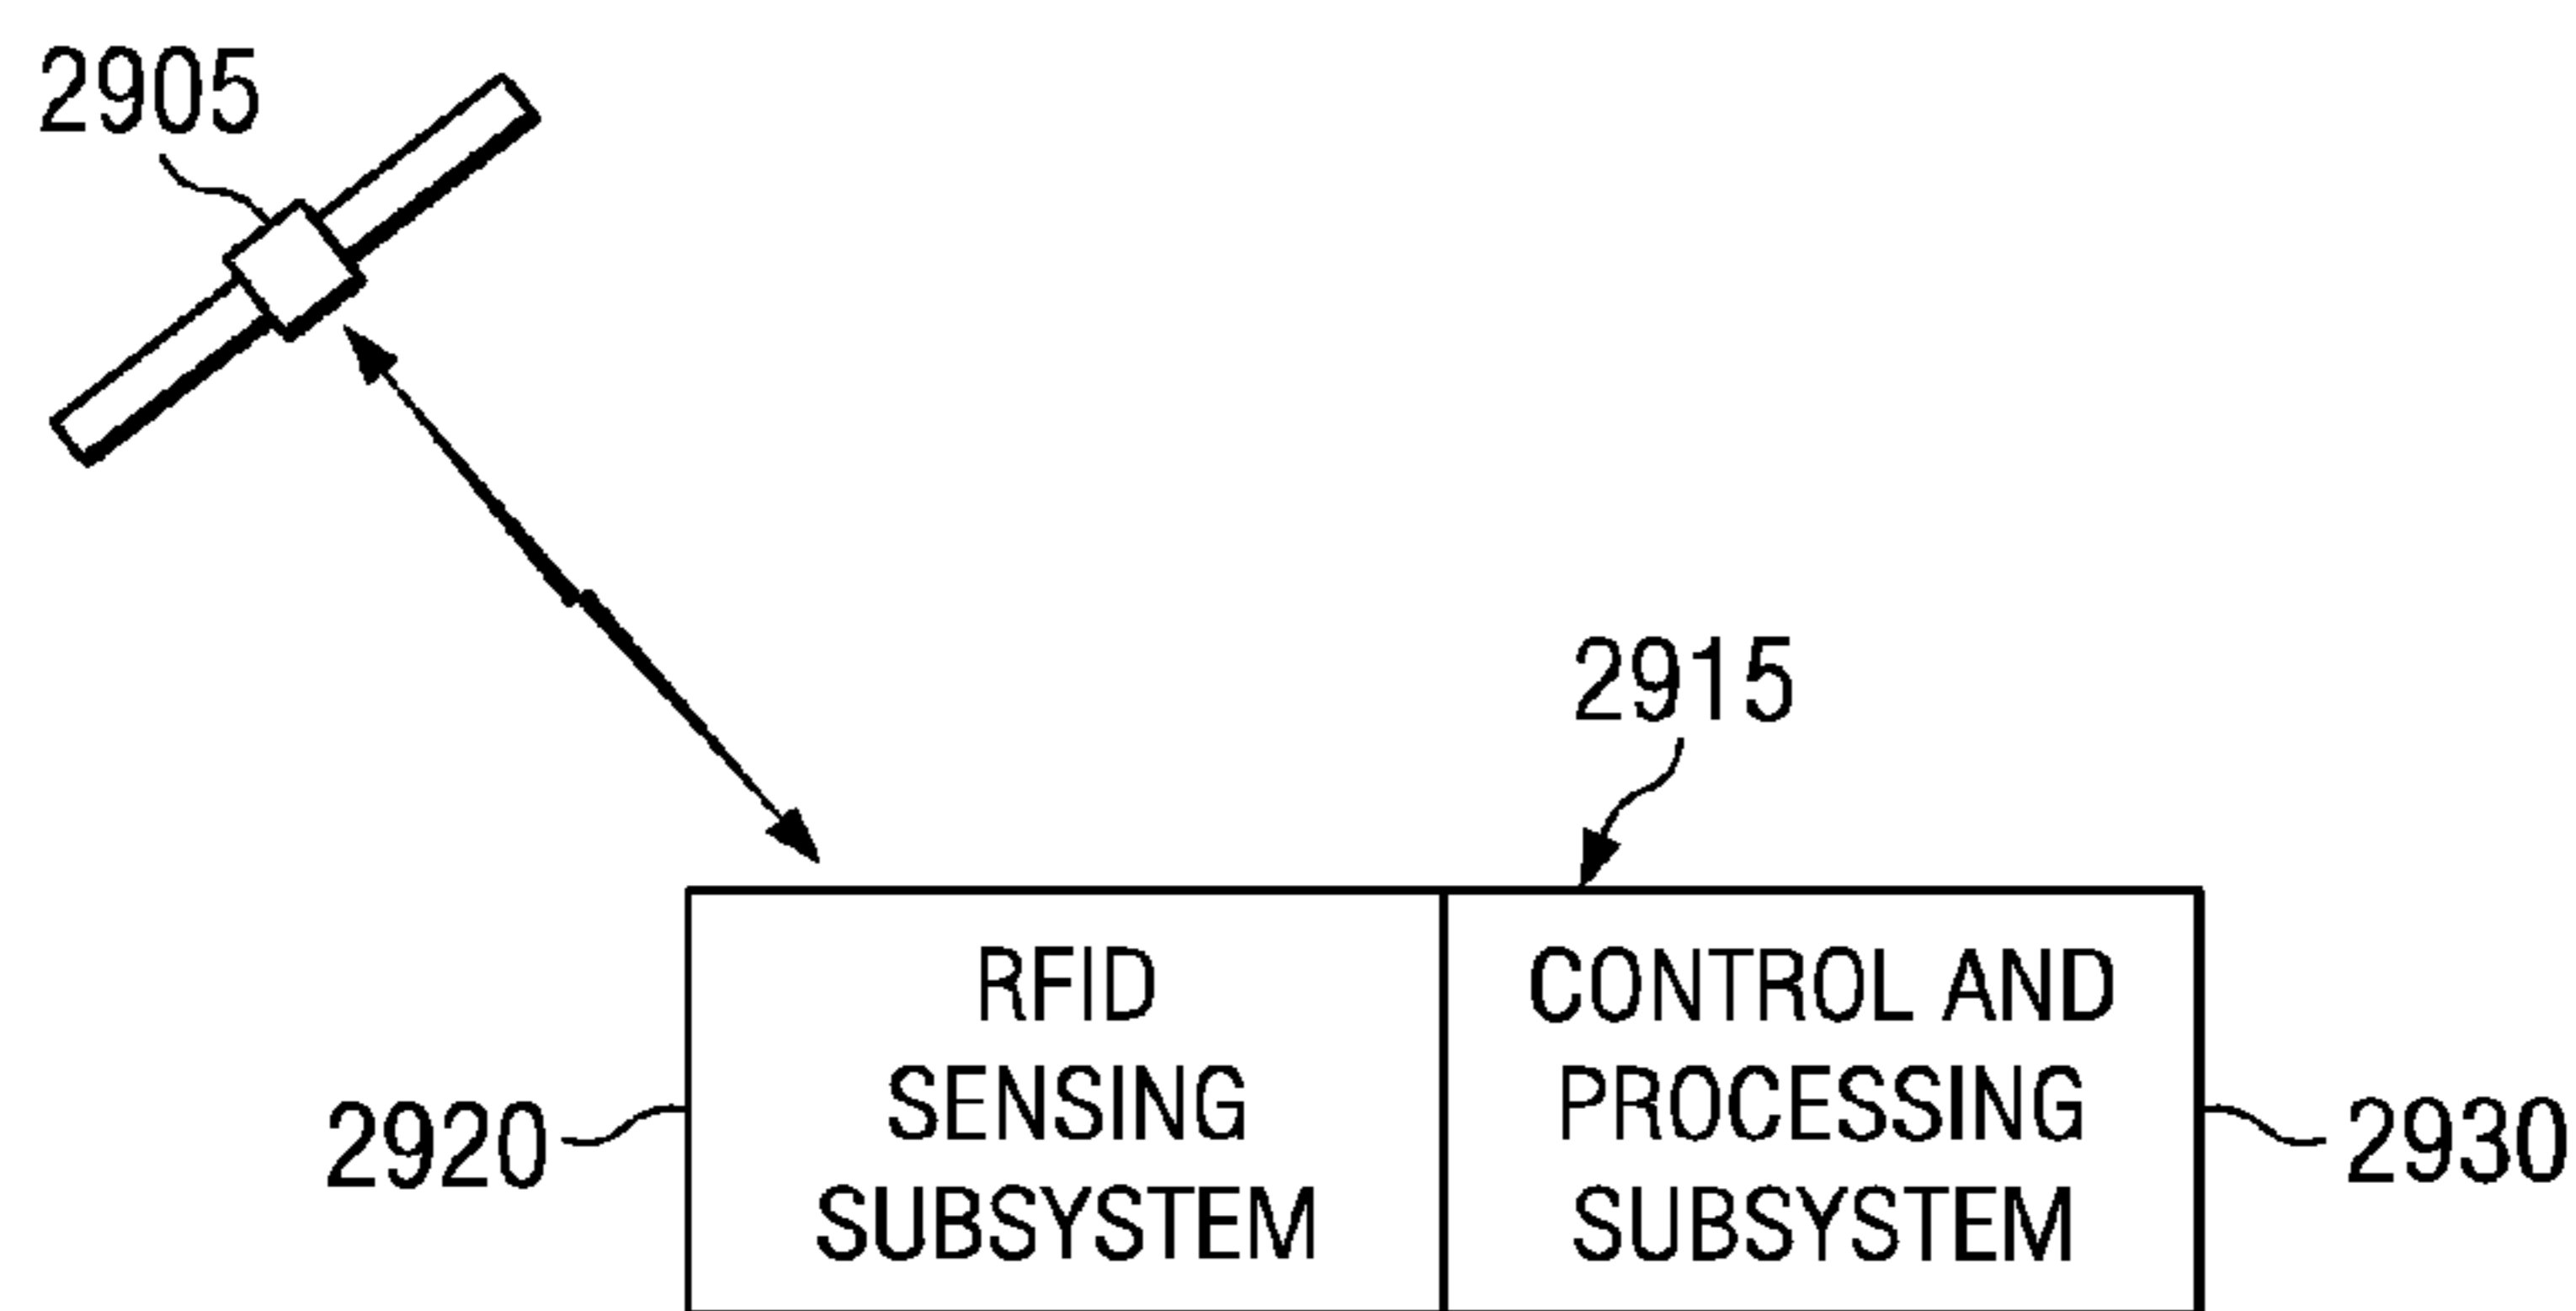 2905
2915
RFID
SENSING
SUBSYSTEM
CONTROL AND
PROCESSING
SUBSYSTEM
2920
2930